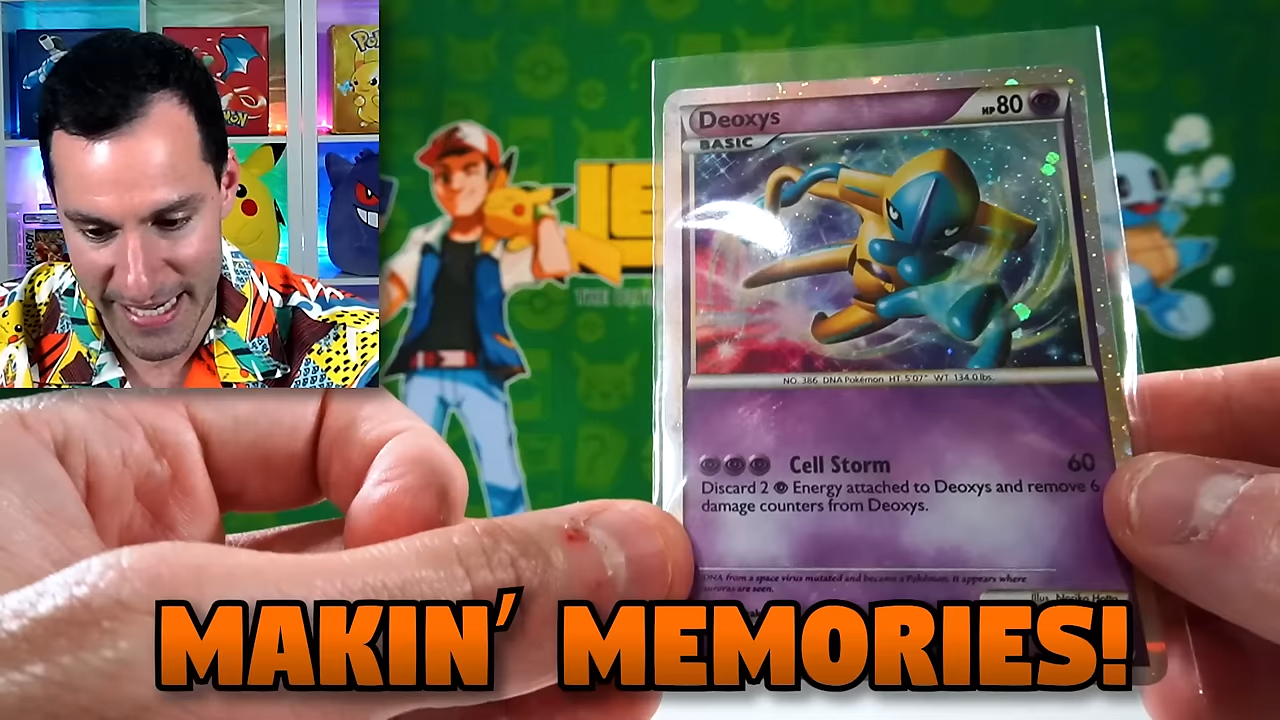 Deoxys
HP80
BASIC
NO. 386 DNA Pokémon HT. 5'07" WT. 134.0 lbs.
Cell Storm 60
Discard 2 Energy attached to Deoxys and remove 6
damage counters from Deoxys.
DNA from a space virus mutated and became a Pokémon. It appears where
auroras are seen.
Illus.
MAKIN' MEMORIES!